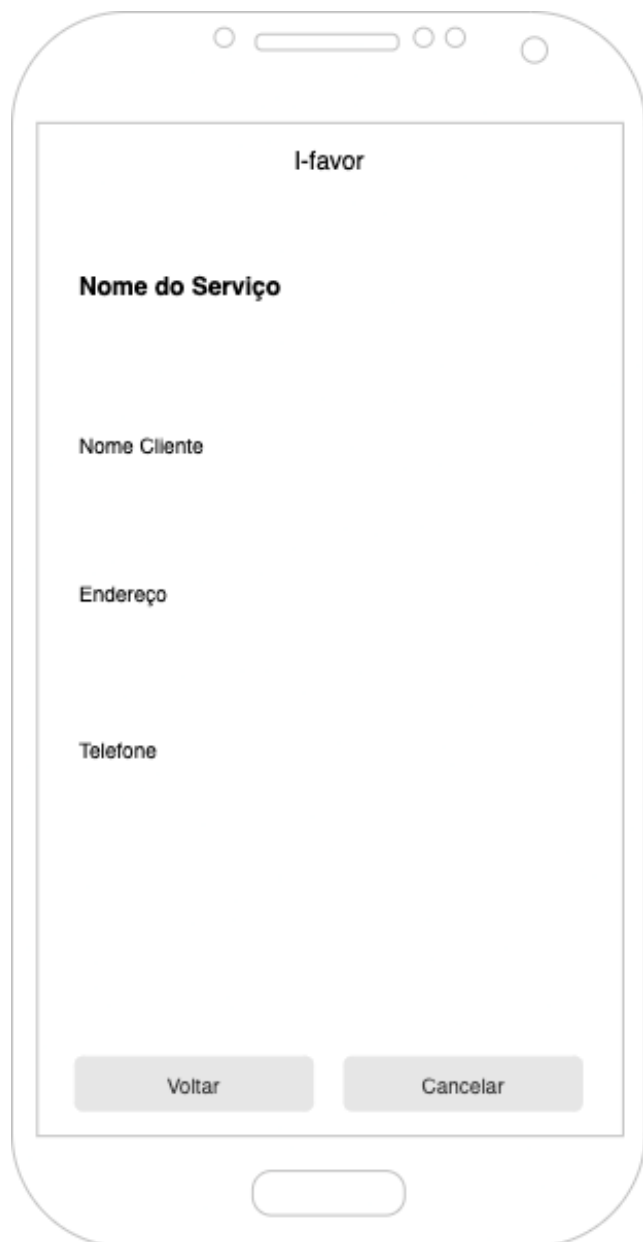 I-favor
Nome do Serviço
Nome Cliente
Endereço
Telefone
Voltar
Cancelar